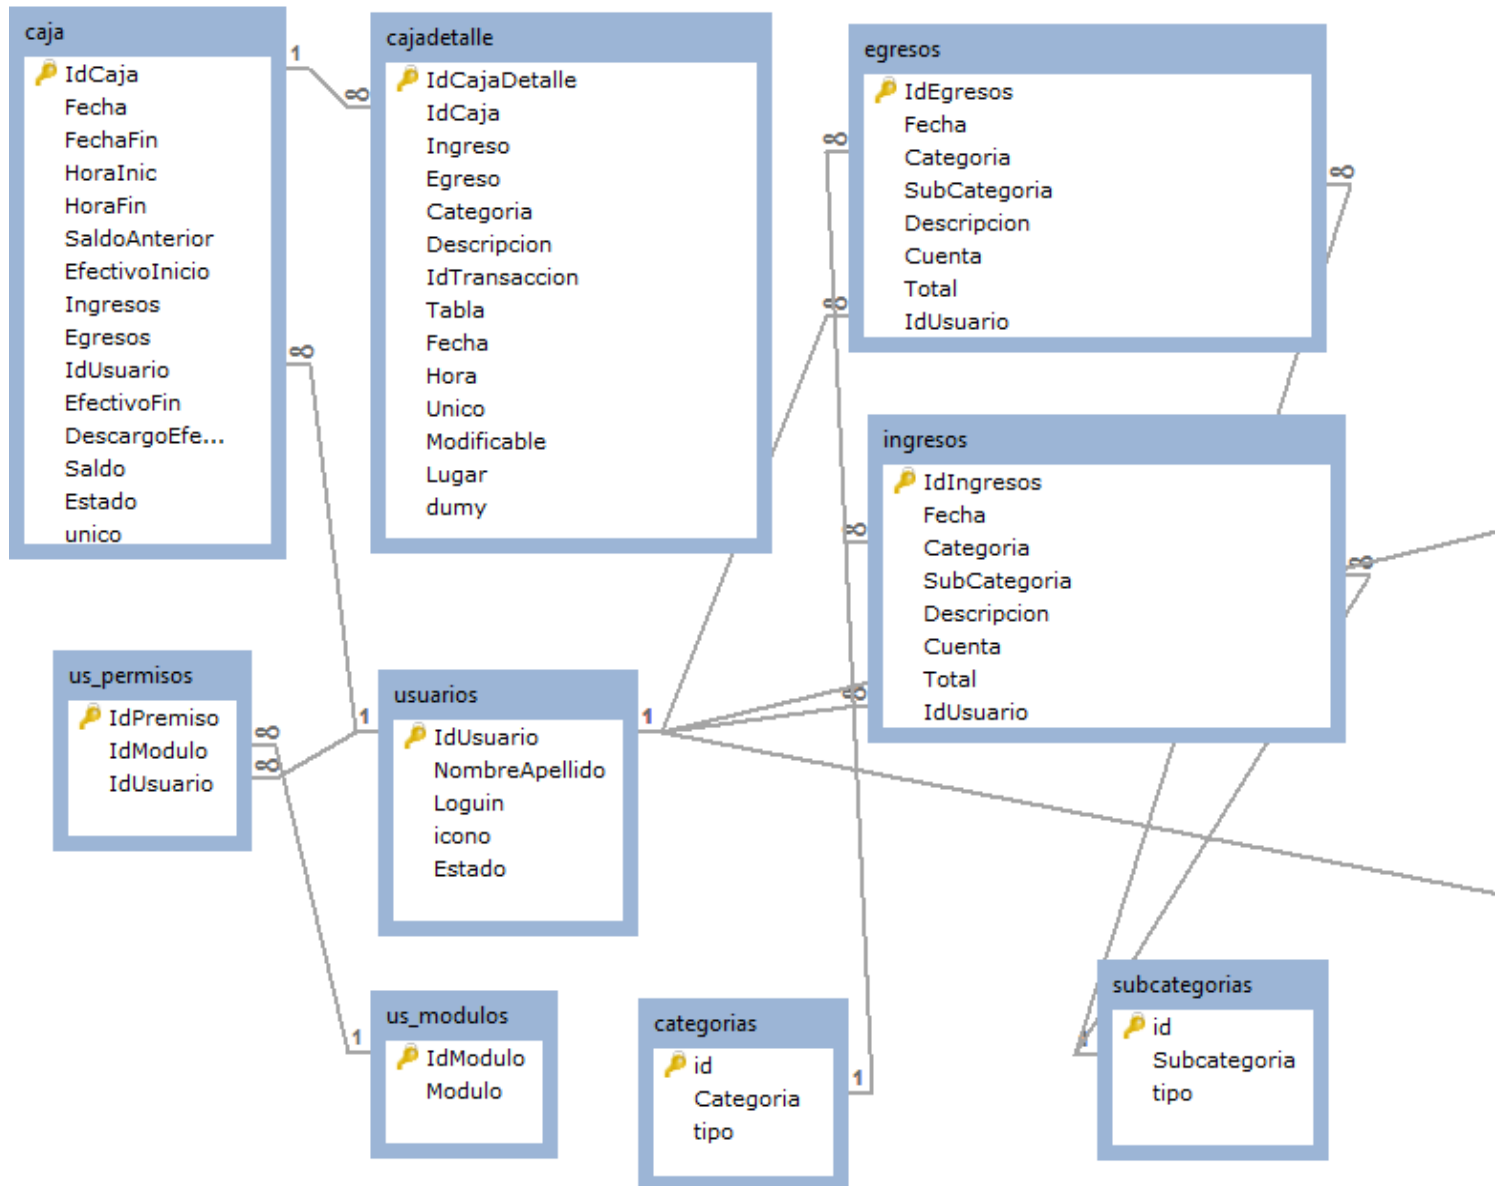 caja
IdCaja
Fecha
FechaFin
HoraInic
HoraFin
SaldoAnterior
EfectivoInicio
Ingresos
Egresos
IdUsuario
EfectivoFin
DescargoEfe...
Saldo
Estado
unico
1
∞
∞
cajadetalle
IdCajaDetalle
IdCaja
Ingreso
Egreso
Categoria
Descripcion
IdTransaccion
Tabla
Fecha
Hora
Unico
Modificable
Lugar
dumy
egresos
IdEgresos
Fecha
Categoria
SubCategoria
Descripcion
Cuenta
Total
IdUsuario
∞
∞
∞
ingresos
IdIngresos
Fecha
Categoria
SubCategoria
Descripcion
Cuenta
Total
IdUsuario
∞
∞
∞
us_permisos
IdPremiso
IdModulo
IdUsuario
∞
∞
1
usuarios
IdUsuario
NombreApellido
Loguin
icono
Estado
1
us_modulos
IdModulo
Modulo
1
categorias
id
Categoria
tipo
1
subcategorias
id
Subcategoria
tipo
1